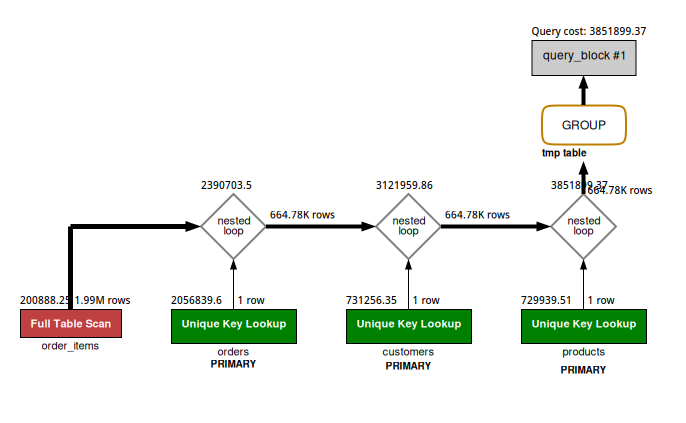 Query cost: 3851899.37
query_block #1
GROUP
tmp table
2390703.5
3121959.86
3851899.37
664.78K rows
nested
loop
664.78K rows
nested
loop
664.78K rows
nested
loop
200888.25
1.99M rows
2056839.6
1 row
731256.35
1 row
729939.51
1 row
Full Table Scan
Unique Key Lookup
Unique Key Lookup
Unique Key Lookup
order_items
orders
customers
products
PRIMARY
PRIMARY
PRIMARY